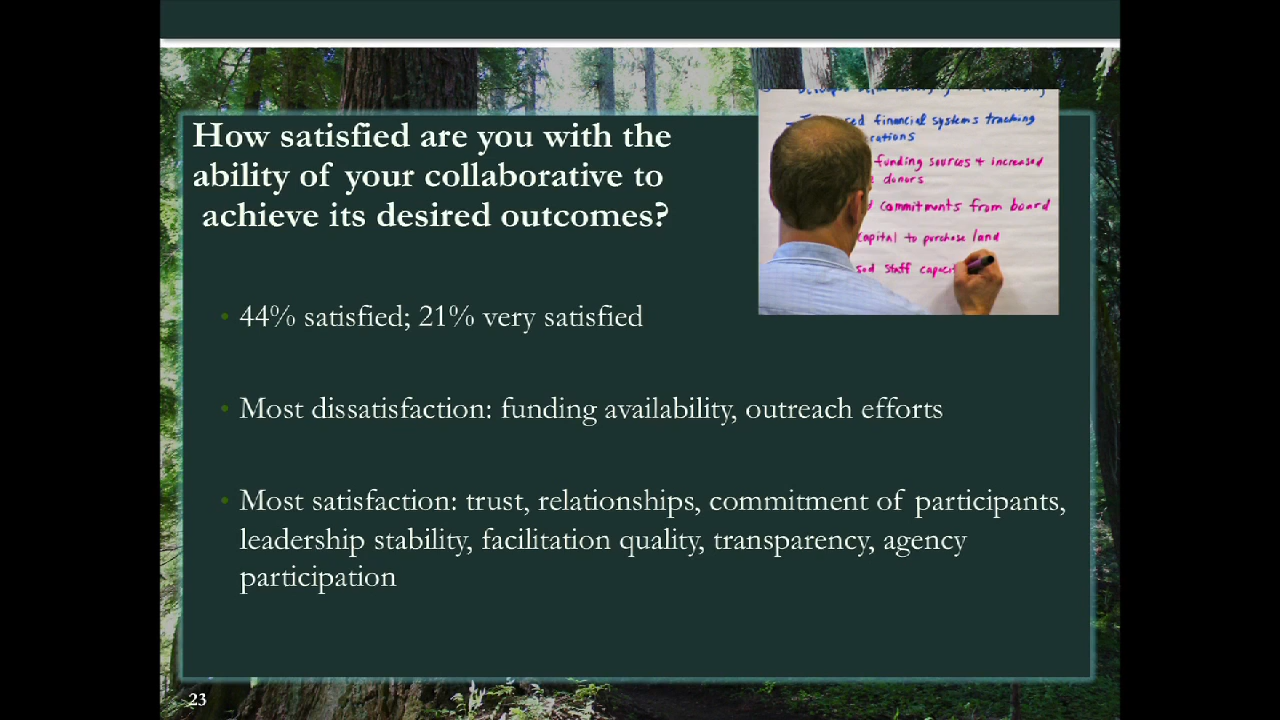 How satisfied are you with the
ability of your collaborative to
achieve its desired outcomes?
financial systems tracking
funding sources + increased
donors
commitments from board
capital to purchase land
staff
• 44% satisfied; 21% very satisfied
• Most dissatisfaction: funding availability, outreach efforts
• Most satisfaction: trust, relationships, commitment of participants,
leadership stability, facilitation quality, transparency, agency
participation
23